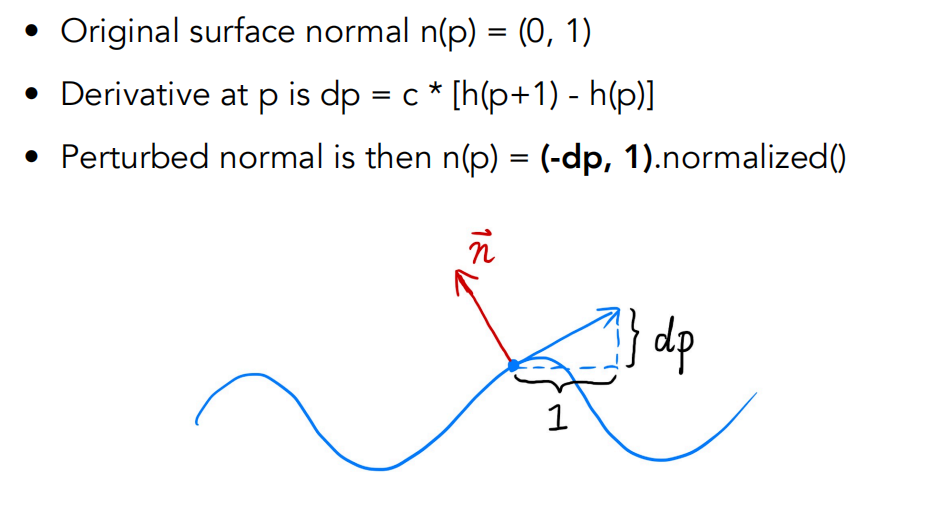 • Original surface normal n(p) = (0, 1)
• Derivative at p is dp = c * [h(p+1) - h(p)]
• Perturbed normal is then n(p) = (-dp, 1).normalized()
n⃗
dp
1